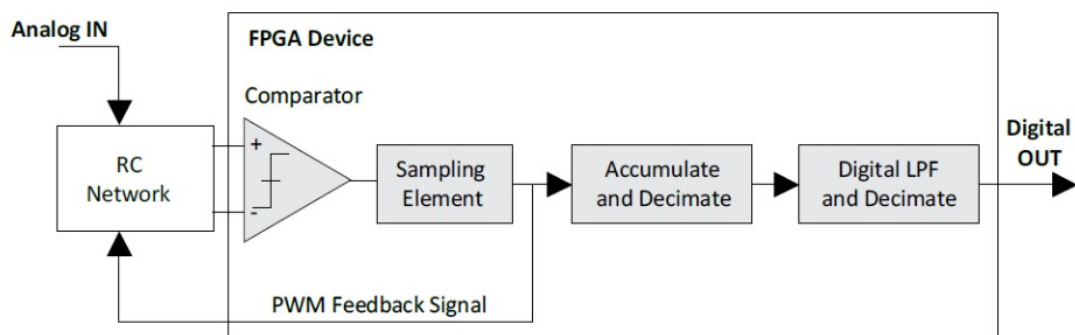 Analog IN
FPGA Device
Comparator
+
-
RC
Network
Sampling
Element
Accumulate
and Decimate
Digital LPF
and Decimate
Digital
OUT
PWM Feedback Signal